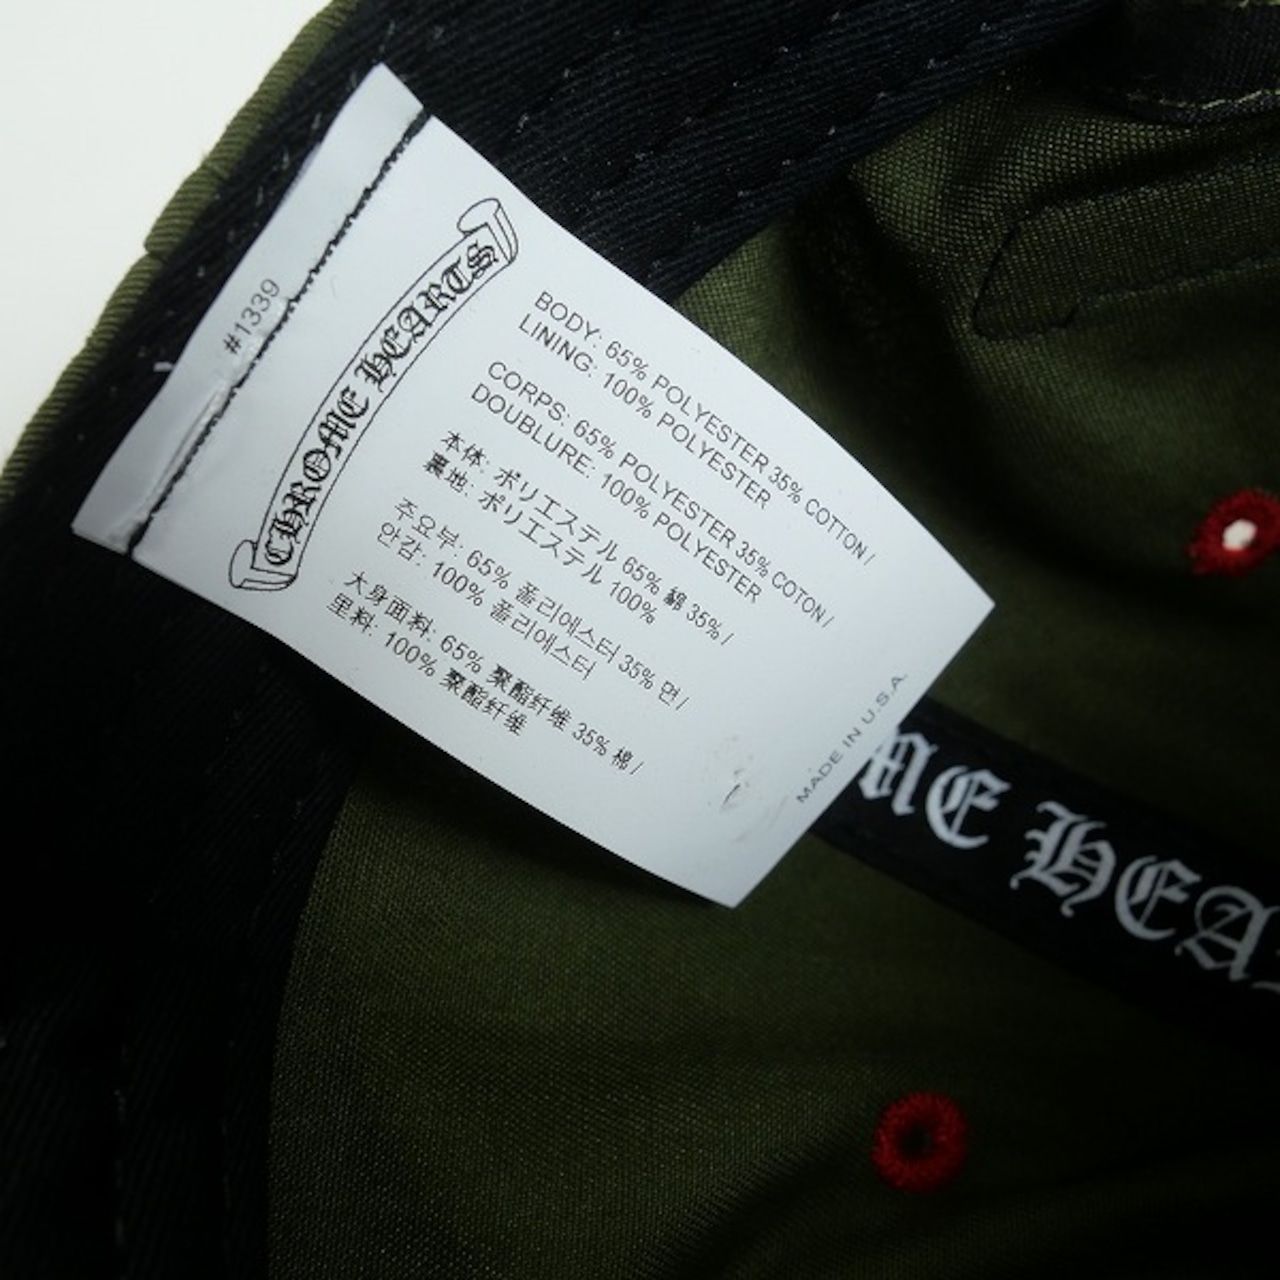 #1339
CHROME HEARTS
BODY: 65% POLYESTER 35% COTTON /
LINING: 100% POLYESTER
CORPS: 65% POLYESTER 35% COTON /
DOUBLURE: 100% POLYESTER
本体: ポリエステル 65% 綿 35% /
裏地: ポリエステル 100%
주요부: 65% 폴리에스터 35% 면 /
안감: 100% 폴리에스터
大身面料: 65% 聚酯纤维 35% 棉 /
里料: 100% 聚酯纤维
MADE IN U.S.A.
OME HEA